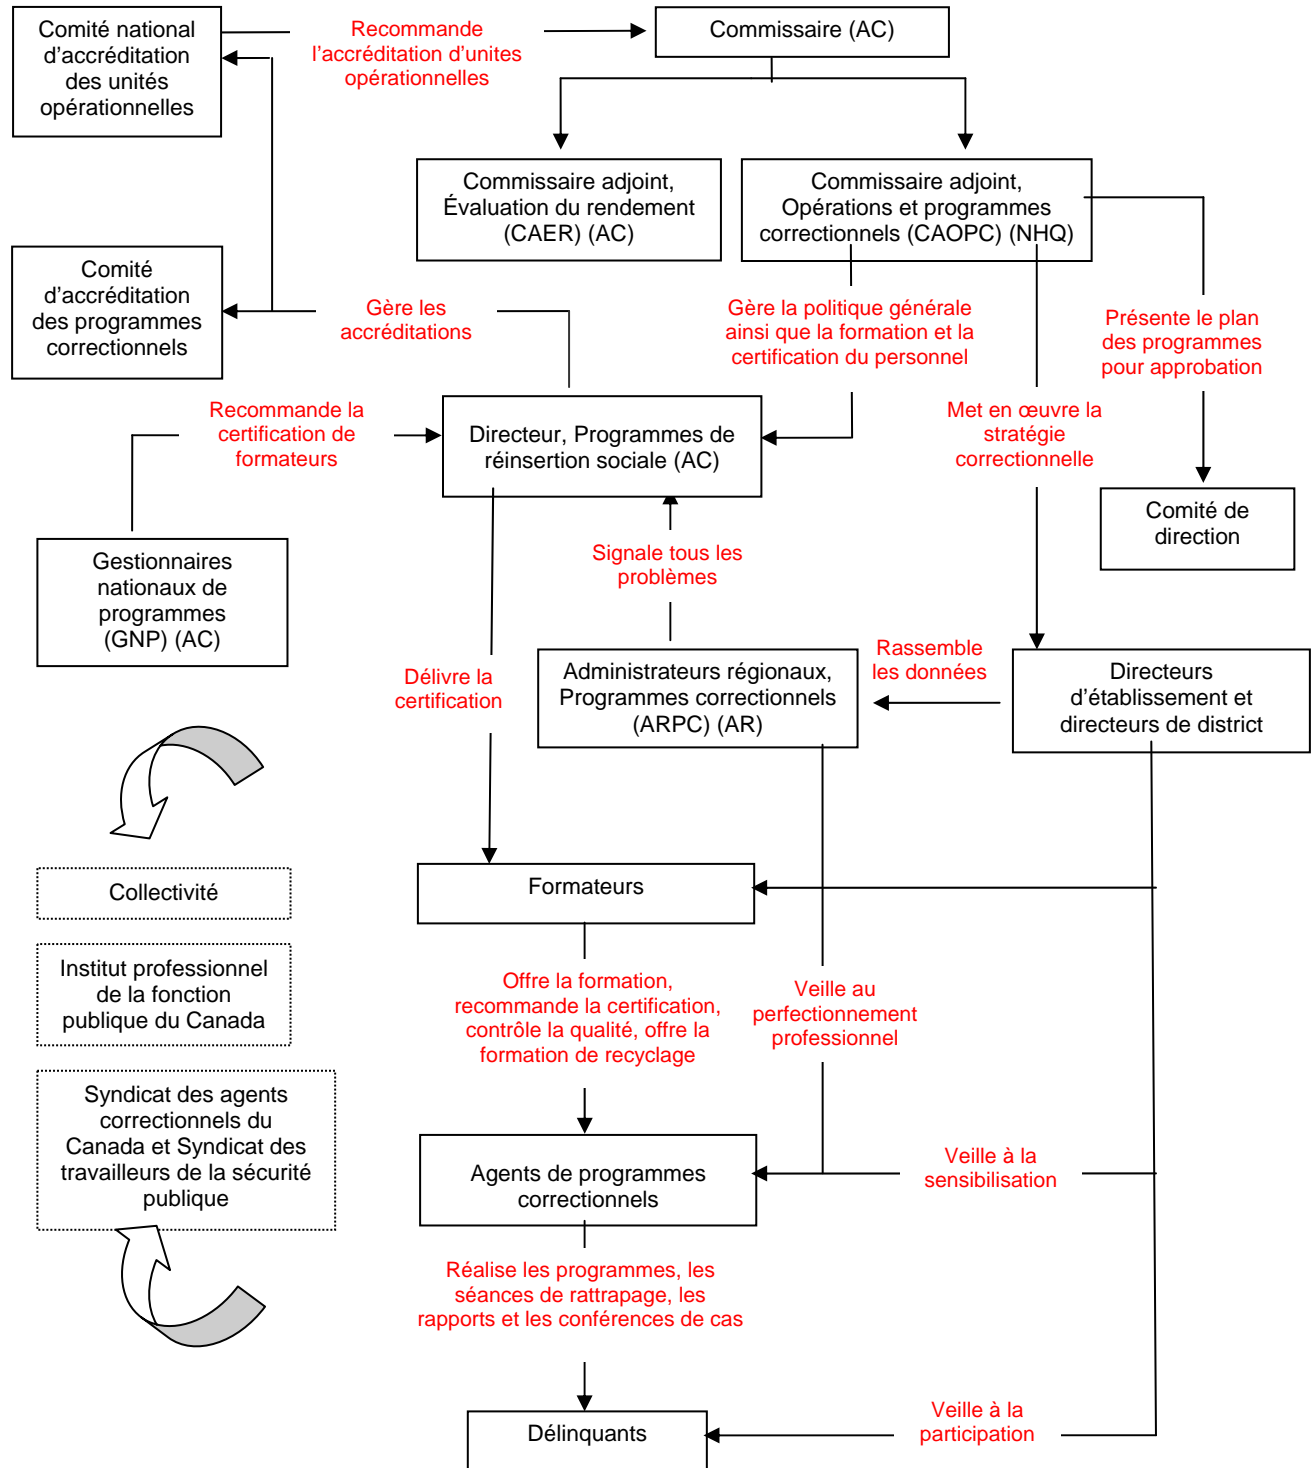 Comité national
d'accréditation
des unités
opérationnelles
Recommande
l'accréditation d'unites
opérationnelles
Commissaire (AC)
Commissaire adjoint,
Évaluation du rendement
(CAER) (AC)
Commissaire adjoint,
Opérations et programmes
correctionnels (CAOPC) (NHQ)
Comité
d'accréditation
des programmes
correctionnels
Gère les
accréditations
Gère la politique générale
ainsi que la formation et la
certification du personnel
Présente le plan
des programmes
pour approbation
Recommande la
certification de
formateurs
Directeur, Programmes de
réinsertion sociale (AC)
Met en œuvre la
stratégie
correctionnelle
Comité de
direction
Gestionnaires
nationaux de
programmes
(GNP) (AC)
Signale tous les
problèmes
Délivre la
certification
Administrateurs régionaux,
Programmes correctionnels
(ARPC) (AR)
Rassemble
les données
Directeurs
d'établissement et
directeurs de district
Collectivité
Formateurs
Institut professionnel
de la fonction
publique du Canada
Offre la formation,
recommande la certification,
contrôle la qualité, offre la
formation de recyclage
Veille au
perfectionnement
professionnel
Syndicat des agents
correctionnels du
Canada et Syndicat des
travailleurs de la sécurité
publique
Agents de programmes
correctionnels
Veille à la
sensibilisation
Réalise les programmes, les
séances de rattrapage, les
rapports et les conférences de cas
Délinquants
Veille à la
participation